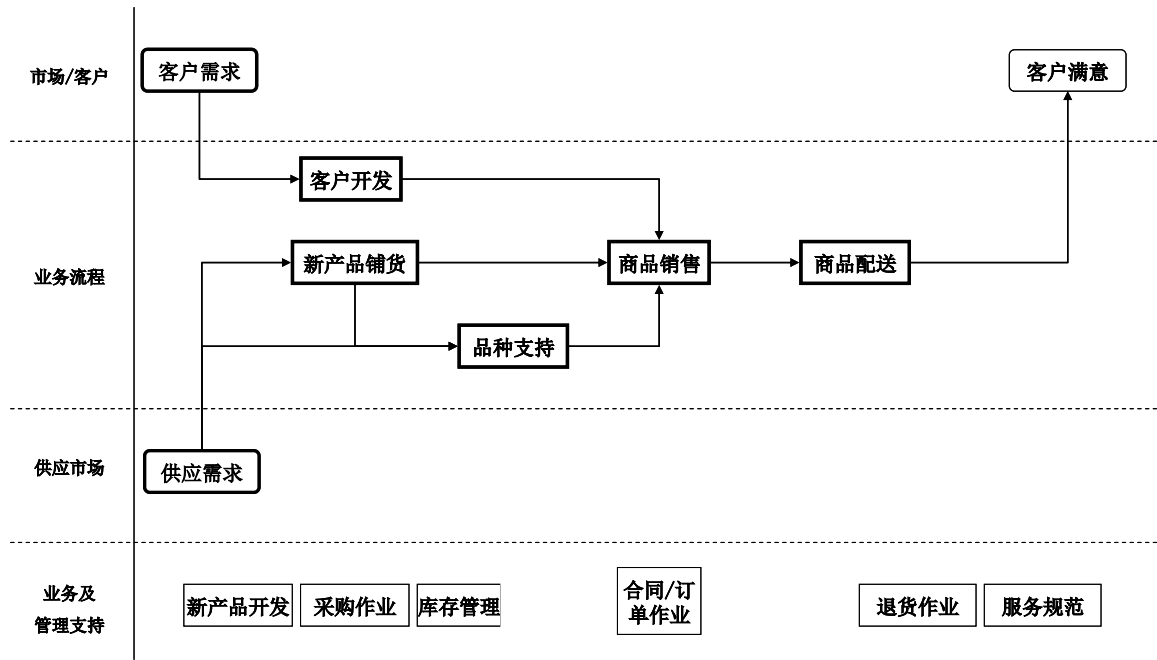 市场/客户
客户需求
客户满意
客户开发
业务流程
新产品铺货
商品销售
商品配送
品种支持
供应市场
供应需求
业务及
管理支持
新产品开发
采购作业
库存管理
合同/订
单作业
退货作业
服务规范